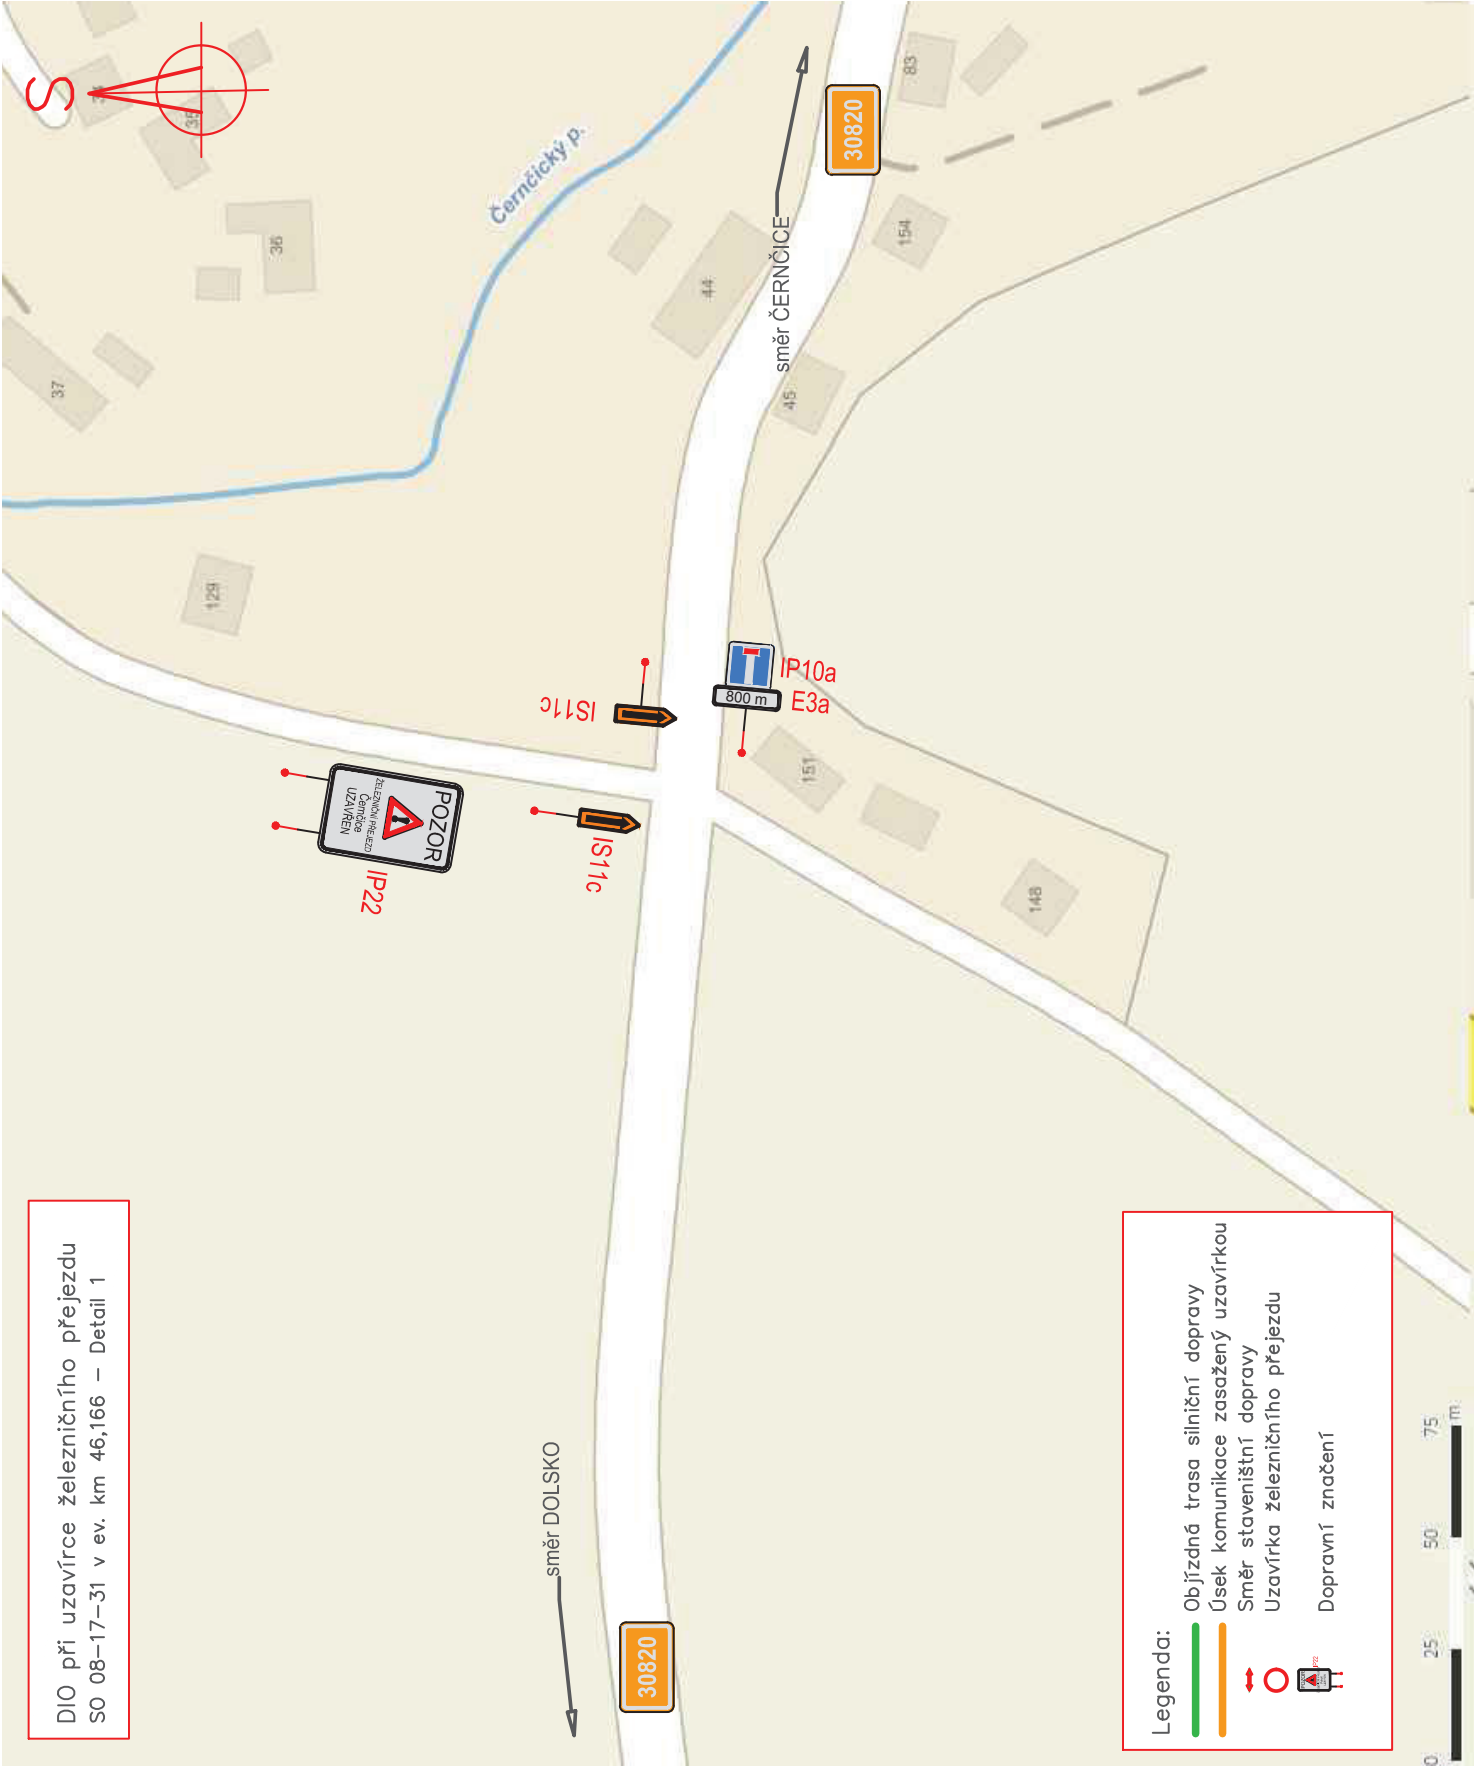 DIO při uzavírce železničního přejezdu
SO 08–17–31 v ev. km 46,166 – Detail 1
S
34
35
36
37
129
Černčický p.
44
83
154
45
směr ČERNČICE
30820
IS11c
IP10a
800 m
E3a
POZOR
ŽELEZNIČNÍ PŘEJEZD
Černčice
UZAVŘEN
IP22
IS11c
151
148
směr DOLSKO
30820
Legenda:
Objízdná trasa silniční dopravy
Úsek komunikace zasažený uzavírkou
Směr staveništní dopravy
Uzavírka železničního přejezdu
IP22
Dopravní značení
0 25 50 75 m